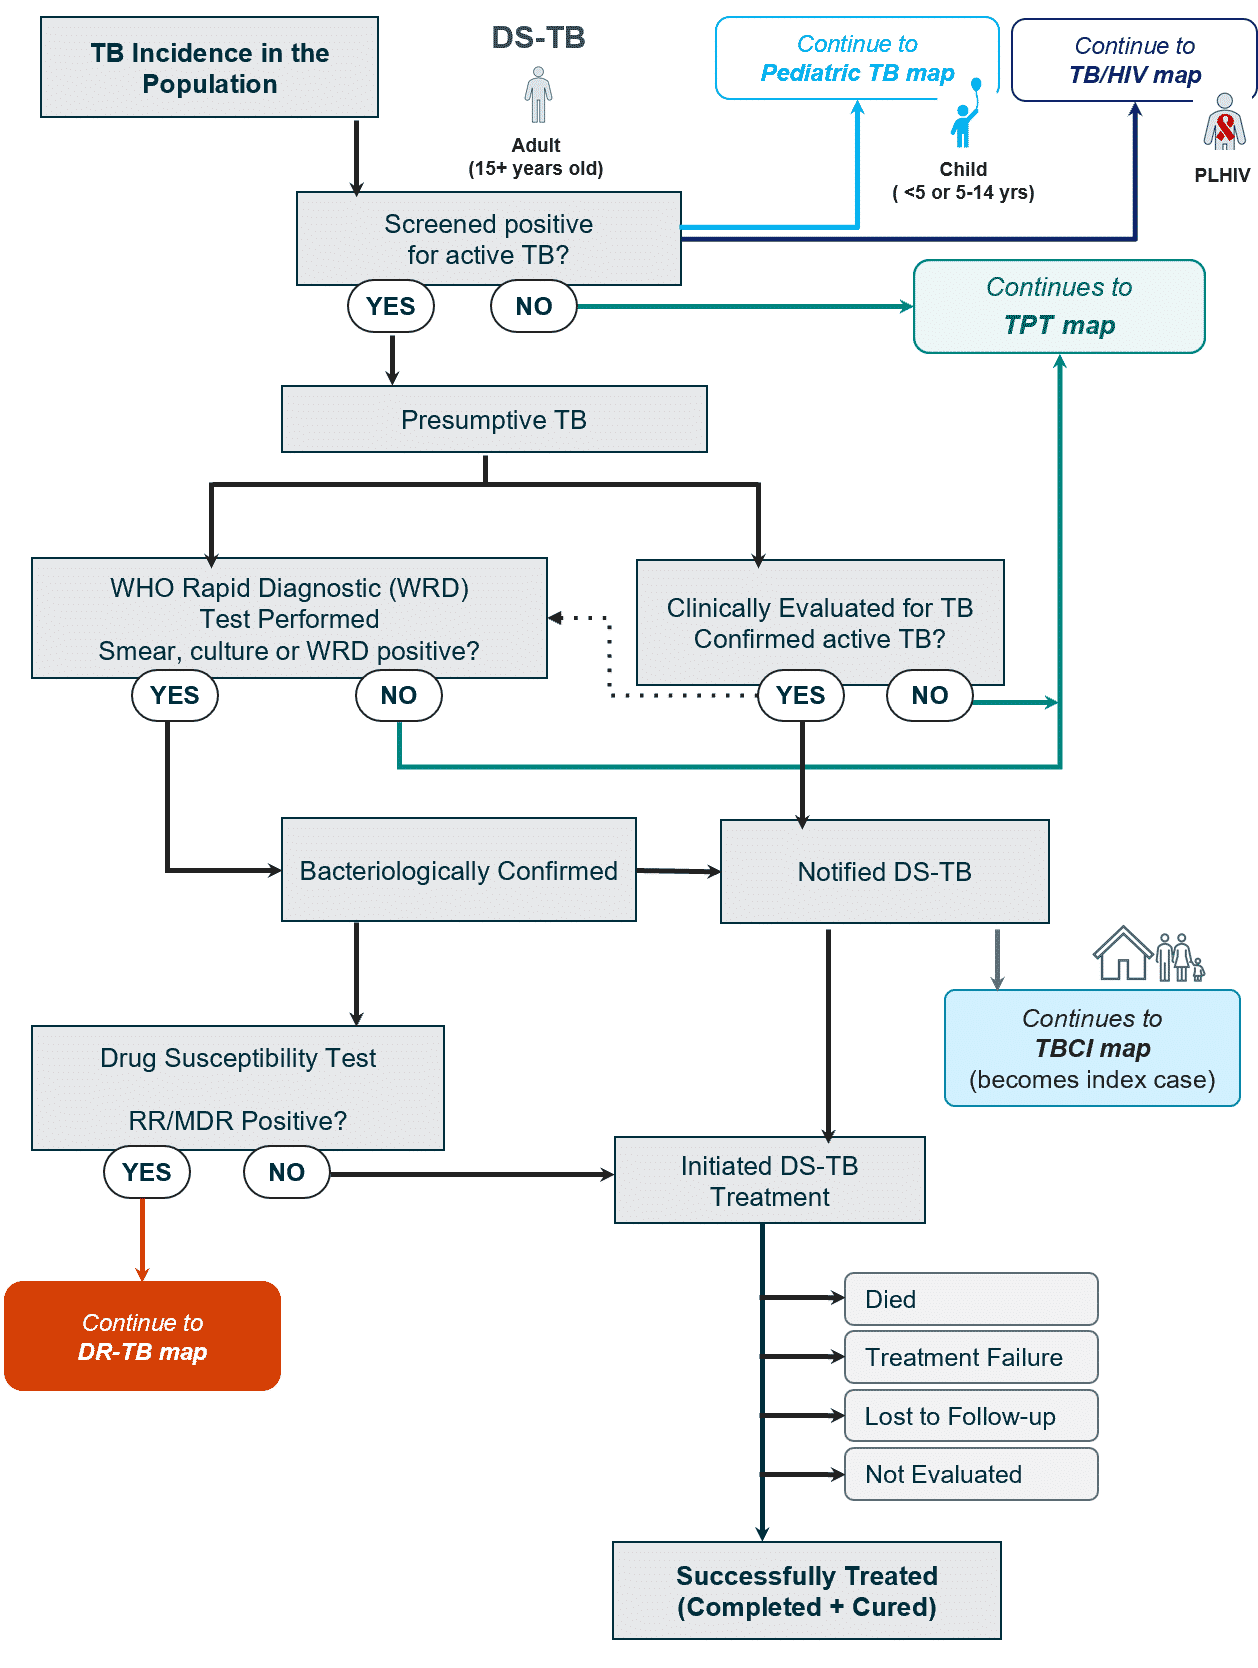 TB Incidence in the
Population
DS-TB
Adult
(15+ years old)
Continue to
Pediatric TB map
Child
( <5 or 5-14 yrs)
Continue to
TB/HIV map
PLHIV
Screened positive
for active TB?
YES
NO
Continues to
TPT map
Presumptive TB
WHO Rapid Diagnostic (WRD)
Test Performed
Smear, culture or WRD positive?
YES
NO
Clinically Evaluated for TB
Confirmed active TB?
YES
NO
Bacteriologically Confirmed
Notified DS-TB
Continues to
TBCI map
(becomes index case)
Drug Susceptibility Test
RR/MDR Positive?
YES
NO
Initiated DS-TB
Treatment
Continue to
DR-TB map
Died
Treatment Failure
Lost to Follow-up
Not Evaluated
Successfully Treated
(Completed + Cured)